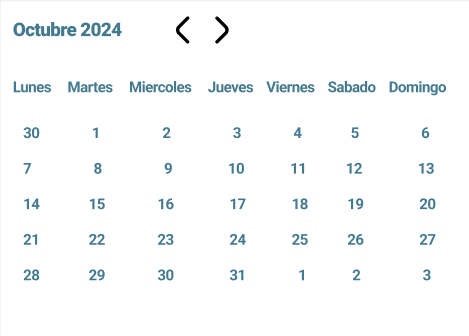 Octubre 2024
Lunes Martes Miercoles Jueves Viernes Sabado Domingo
30 1 2 3 4 5 6
7 8 9 10 11 12 13
14 15 16 17 18 19 20
21 22 23 24 25 26 27
28 29 30 31 1 2 3